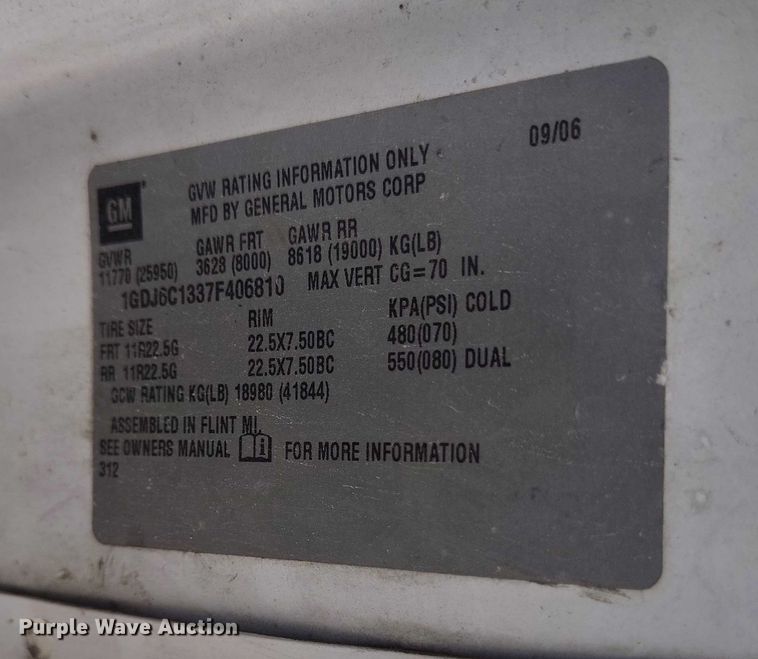 09/06
GM
GVW RATING INFORMATION ONLY
MFD BY GENERAL MOTORS CORP
GVWR GAWR FRT GAWR RR
11770 (25950) 3628 (8000) 8618 (19000) KG(LB)
1GDJ6C1337F406810 MAX VERT CG=70 IN.
TIRE SIZE RIM KPA(PSI) COLD
FRT 11R22.5G 22.5X7.50BC 480(070)
RR 11R22.5G 22.5X7.50BC 550(080) DUAL
GCW RATING KG(LB) 18980 (41844)
ASSEMBLED IN FLINT MI.
SEE OWNERS MANUAL i FOR MORE INFORMATION
312
Purple Wave Auction